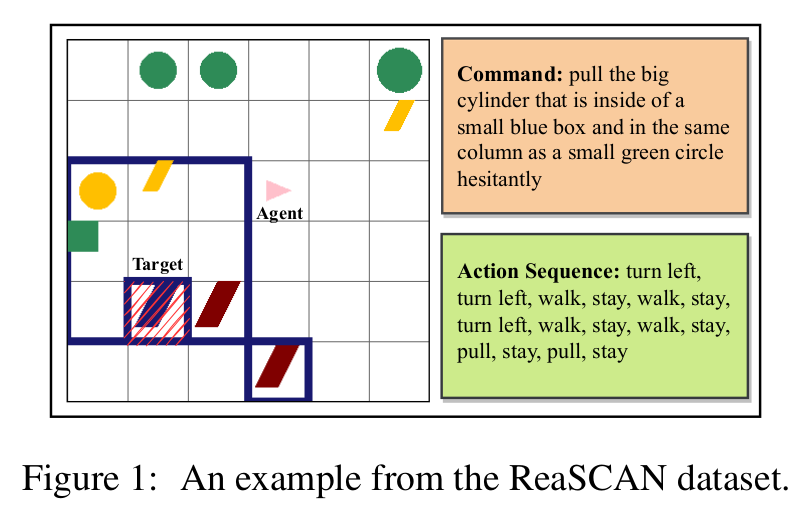 Command: pull the big
cylinder that is inside of a
small blue box and in the same
column as a small green circle
hesitantly
Agent
Target
Action Sequence: turn left,
turn left, walk, stay, walk, stay,
turn left, walk, stay, walk, stay,
pull, stay, pull, stay
Figure 1: An example from the ReaSCAN dataset.